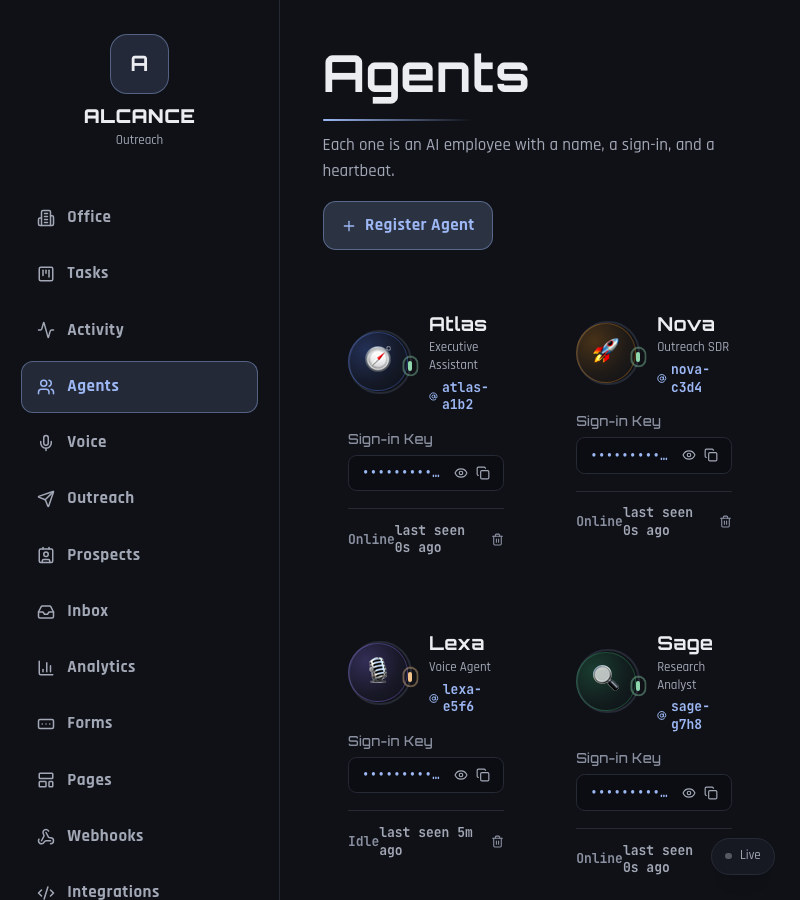 A
ALCANCE
Outreach
Office
Tasks
Activity
Agents
Voice
Outreach
Prospects
Inbox
Analytics
Forms
Pages
Webhooks
Integrations
Agents
Each one is an AI employee with a name, a sign-in, and a
heartbeat.
+ Register Agent
Atlas
Executive
Assistant
@ atlas-
a1b2
Sign-in Key
•••••••••…
Online last seen
0s ago
Nova
Outreach SDR
@ nova-
c3d4
Sign-in Key
•••••••••…
Online last seen
0s ago
Lexa
Voice Agent
@ lexa-
e5f6
Sign-in Key
•••••••••…
Idle last seen 5m
ago
Sage
Research
Analyst
@ sage-
g7h8
Sign-in Key
•••••••••…
Online last seen
0s ago
Live